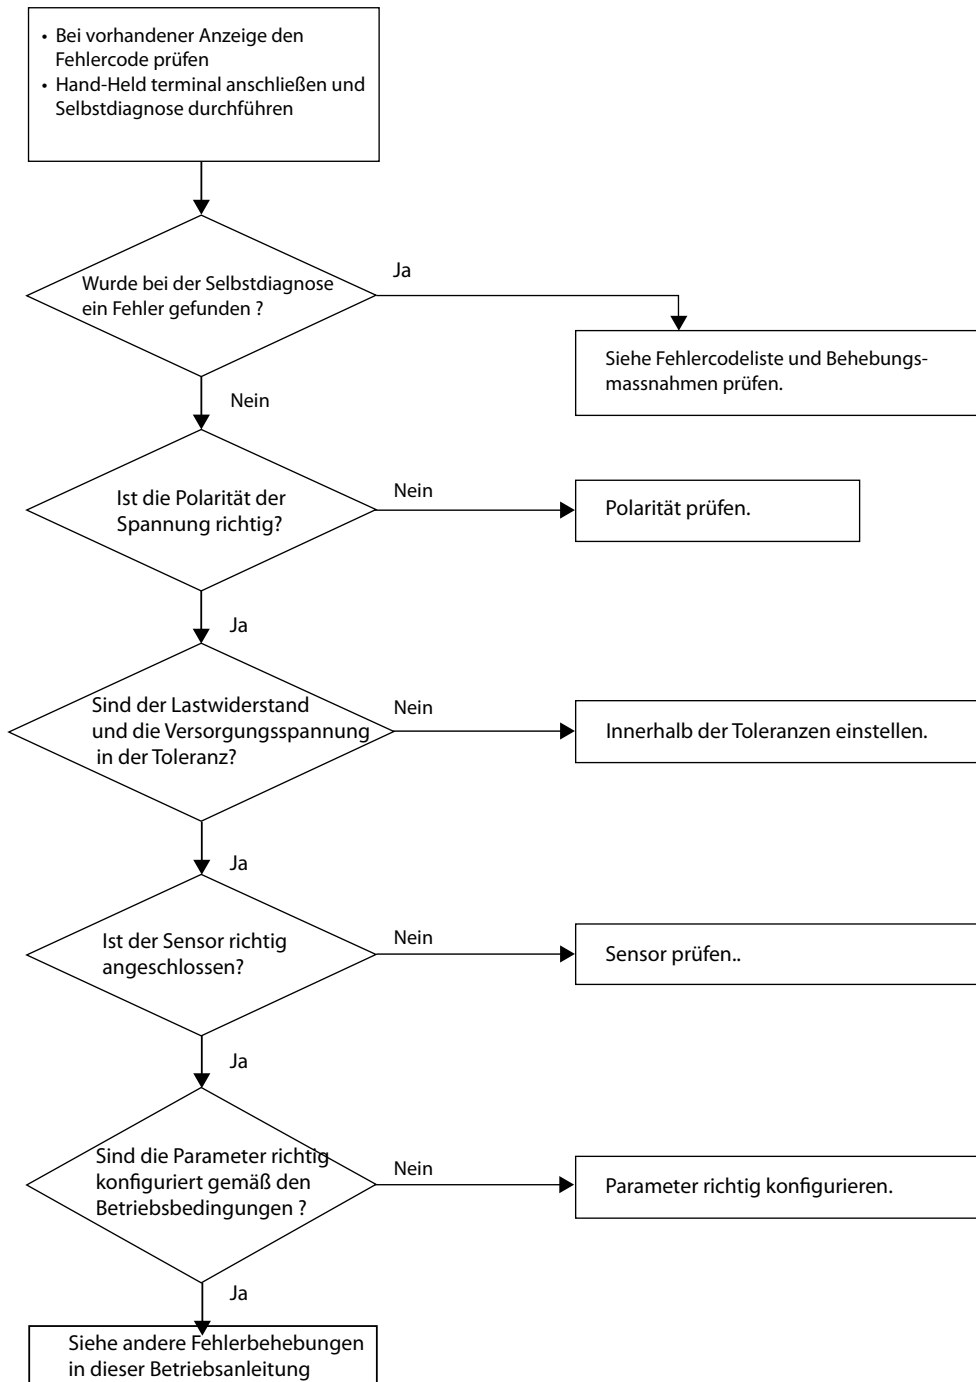 • Bei vorhandener Anzeige den
Fehlercode prüfen
• Hand-Held terminal anschließen und
Selbstdiagnose durchführen
Wurde bei der Selbstdiagnose
ein Fehler gefunden ?
Ja
Siehe Fehlercodeliste und Behebungs-
massnahmen prüfen.
Nein
Ist die Polarität der
Spannung richtig?
Nein
Polarität prüfen.
Ja
Sind der Lastwiderstand
und die Versorgungsspannung
in der Toleranz?
Nein
Innerhalb der Toleranzen einstellen.
Ja
Ist der Sensor richtig
angeschlossen?
Nein
Sensor prüfen..
Ja
Sind die Parameter richtig
konfiguriert gemäß den
Betriebsbedingungen ?
Nein
Parameter richtig konfigurieren.
Ja
Siehe andere Fehlerbehebungen
in dieser Betriebsanleitung